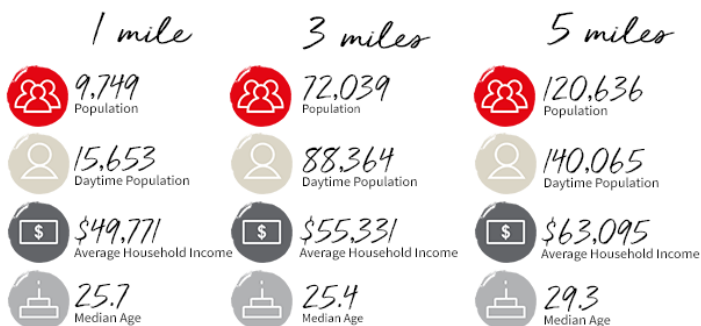 1 mile
9,749
Population
15,653
Daytime Population
$49,771
Average Household Income
25.7
Median Age
3 miles
72,039
Population
88,364
Daytime Population
$55,331
Average Household Income
25.4
Median Age
5 miles
120,636
Population
140,065
Daytime Population
$63,095
Average Household Income
29.3
Median Age